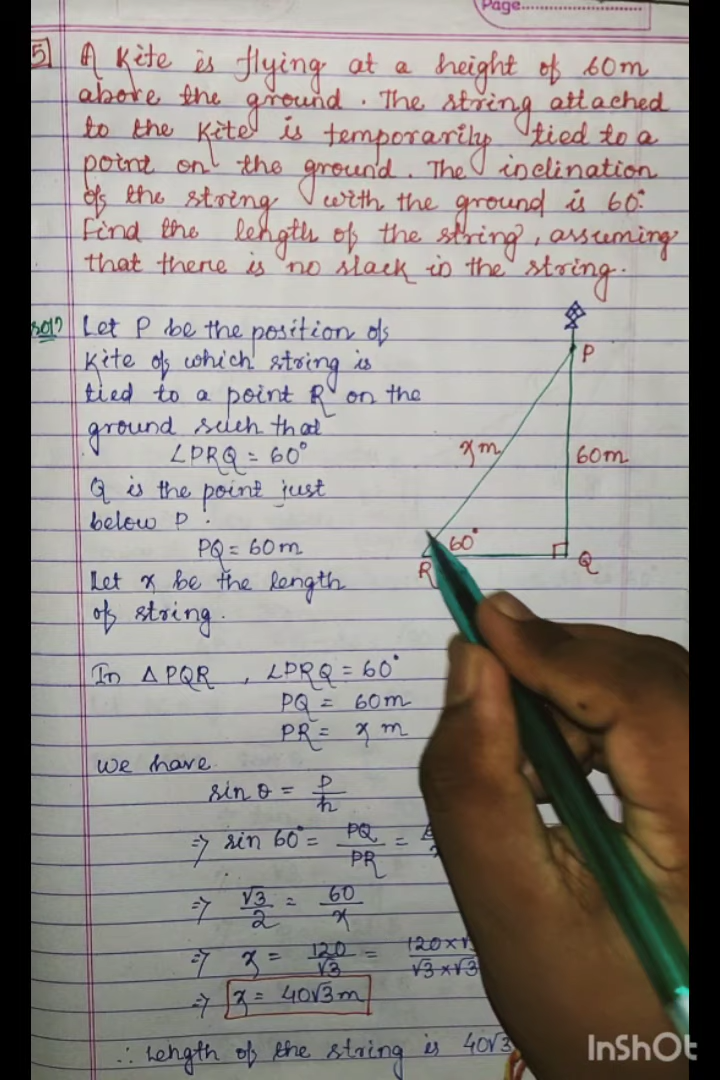 Page
5] A Kite is flying at a height of 60m
above the ground. The string attached
to the Kite is temporarily tied to a
point on the ground. The inclination
of the string with the ground is 60°.
Find the length of the string, assuming
that there is no slack in the string.
Sol? Let P be the position of
Kite of which string is
tied to a point R on the
ground such that
∠PRQ = 60°
Q is the point just
below P.
PQ = 60m
Let x be the length
of string.
P
x m
60m
60°
R
Q
In △PQR, ∠PRQ = 60°
PQ = 60m
PR = x m
we have
sin θ = p/h
⇒ sin 60° = PQ/PR =
⇒ √3/2 = 60/x
⇒ x = 120/√3 = 120×√3/√3×√3
⇒ x = 40√3 m
∴ Length of the string is 40√3
InShOt